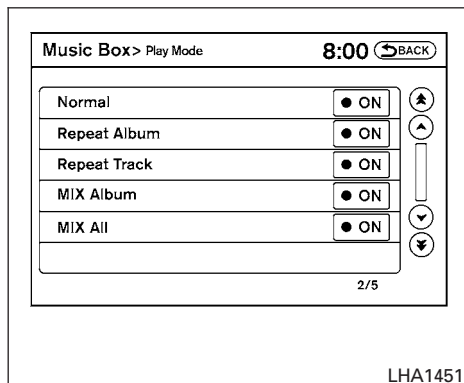 Music Box> Play Mode 8:00 BACK
Normal ON
Repeat Album ON
Repeat Track ON
MIX Album ON
MIX All ON
2/5
LHA1451